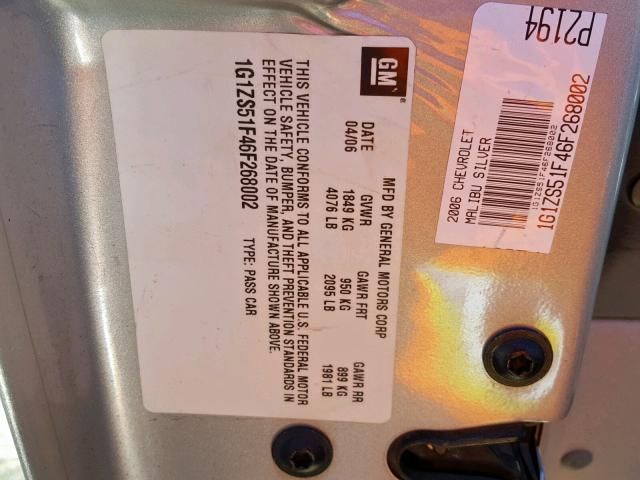 GM
MFD BY GENERAL MOTORS CORP
DATE GVWR GAWR FRT GAWR RR
04/06 1849 KG 950 KG 899 KG
4076 LB 2095 LB 1981 LB
THIS VEHICLE CONFORMS TO ALL APPLICABLE U.S. FEDERAL MOTOR
VEHICLE SAFETY, BUMPER, AND THEFT PREVENTION STANDARDS IN
EFFECT ON THE DATE OF MANUFACTURE SHOWN ABOVE.
1G1ZS51F46F268002 TYPE: PASS CAR
P2194
2006 CHEVROLET
MALIBU SILVER
1G1ZS51F46F268002
1G1ZS51F46F268002